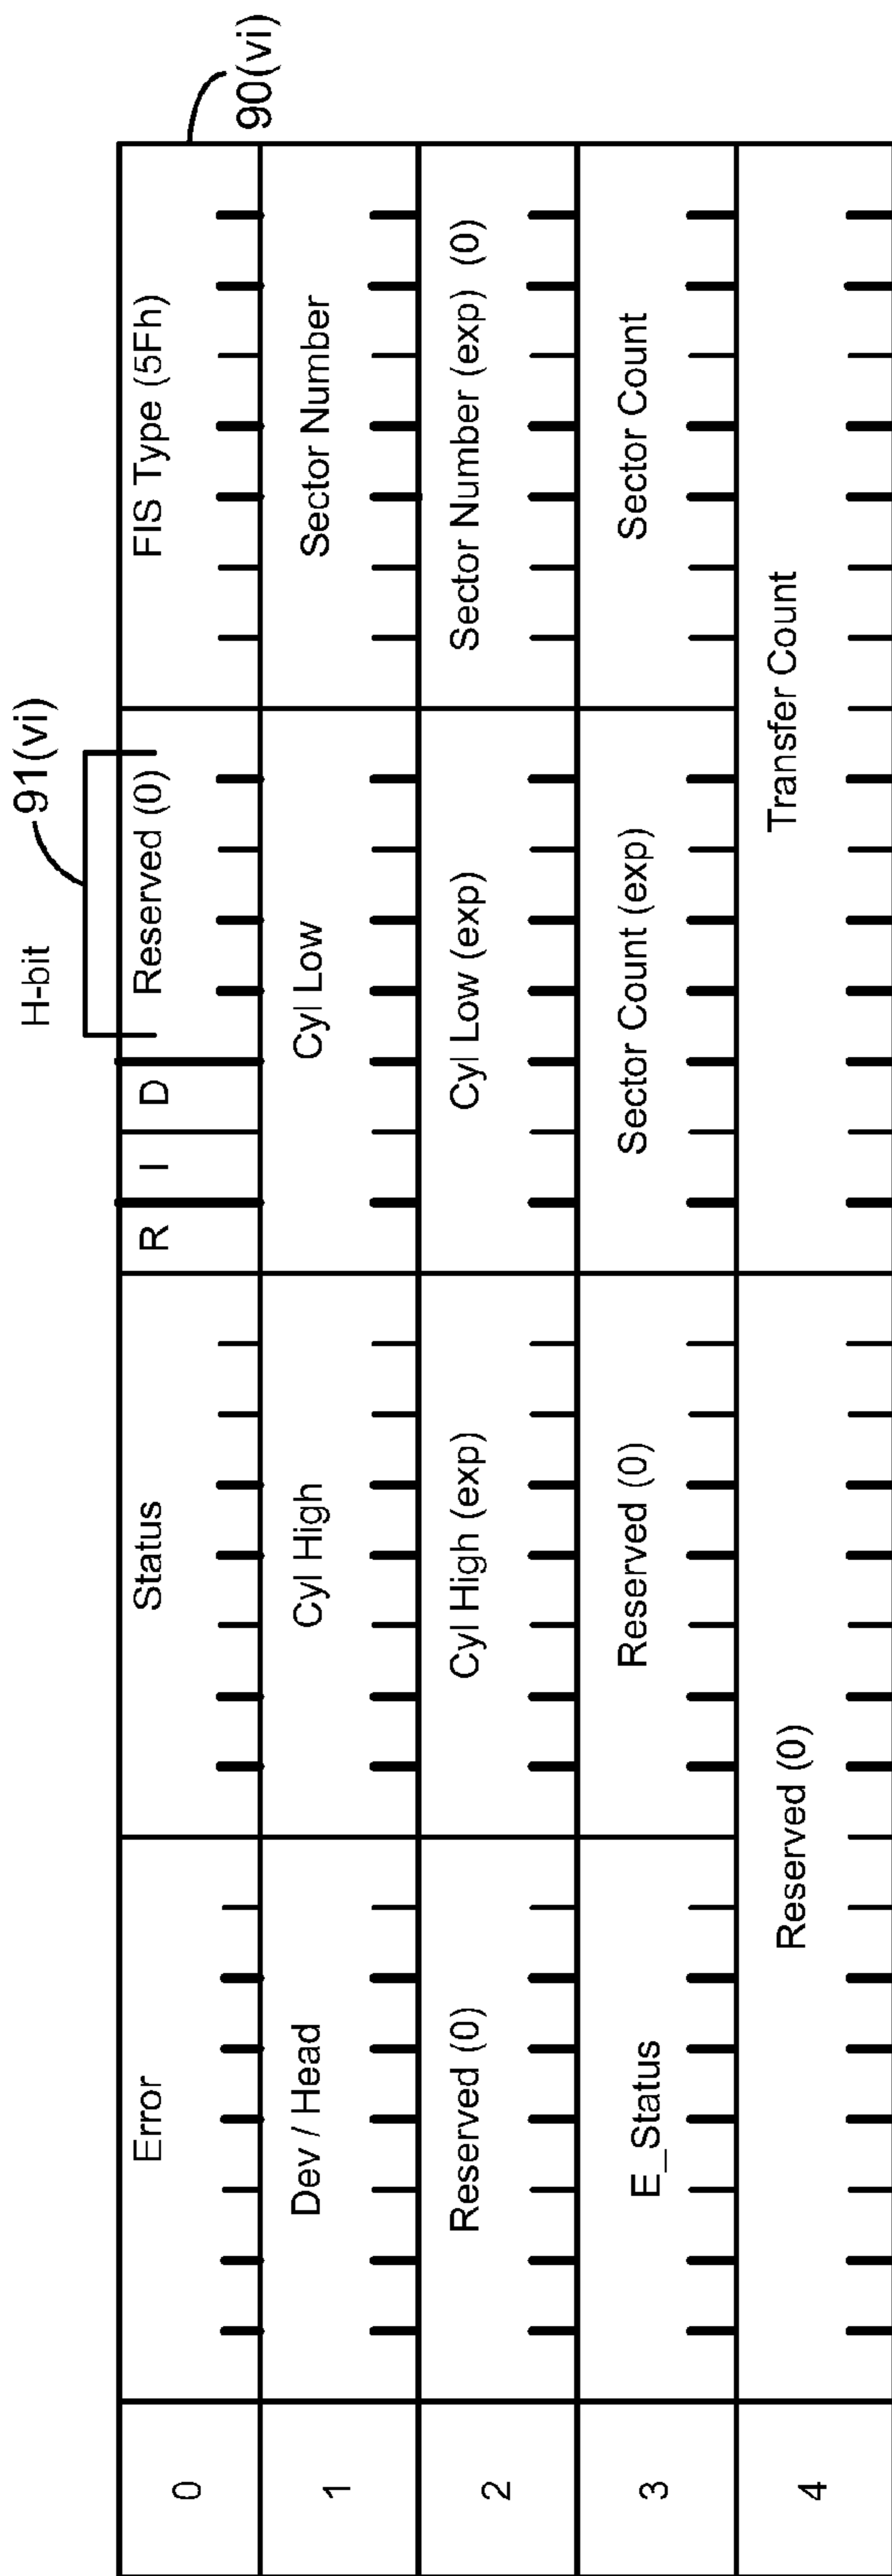 H-bit 91(vi)
90(vi)
0 Error Status R I D Reserved (0) FIS Type (5Fh)
1 Dev / Head Cyl High Cyl Low Sector Number
2 Reserved (0) Cyl High (exp) Cyl Low (exp) Sector Number (exp) (0)
3 E_Status Reserved (0) Sector Count (exp) Sector Count
4 Reserved (0) Transfer Count